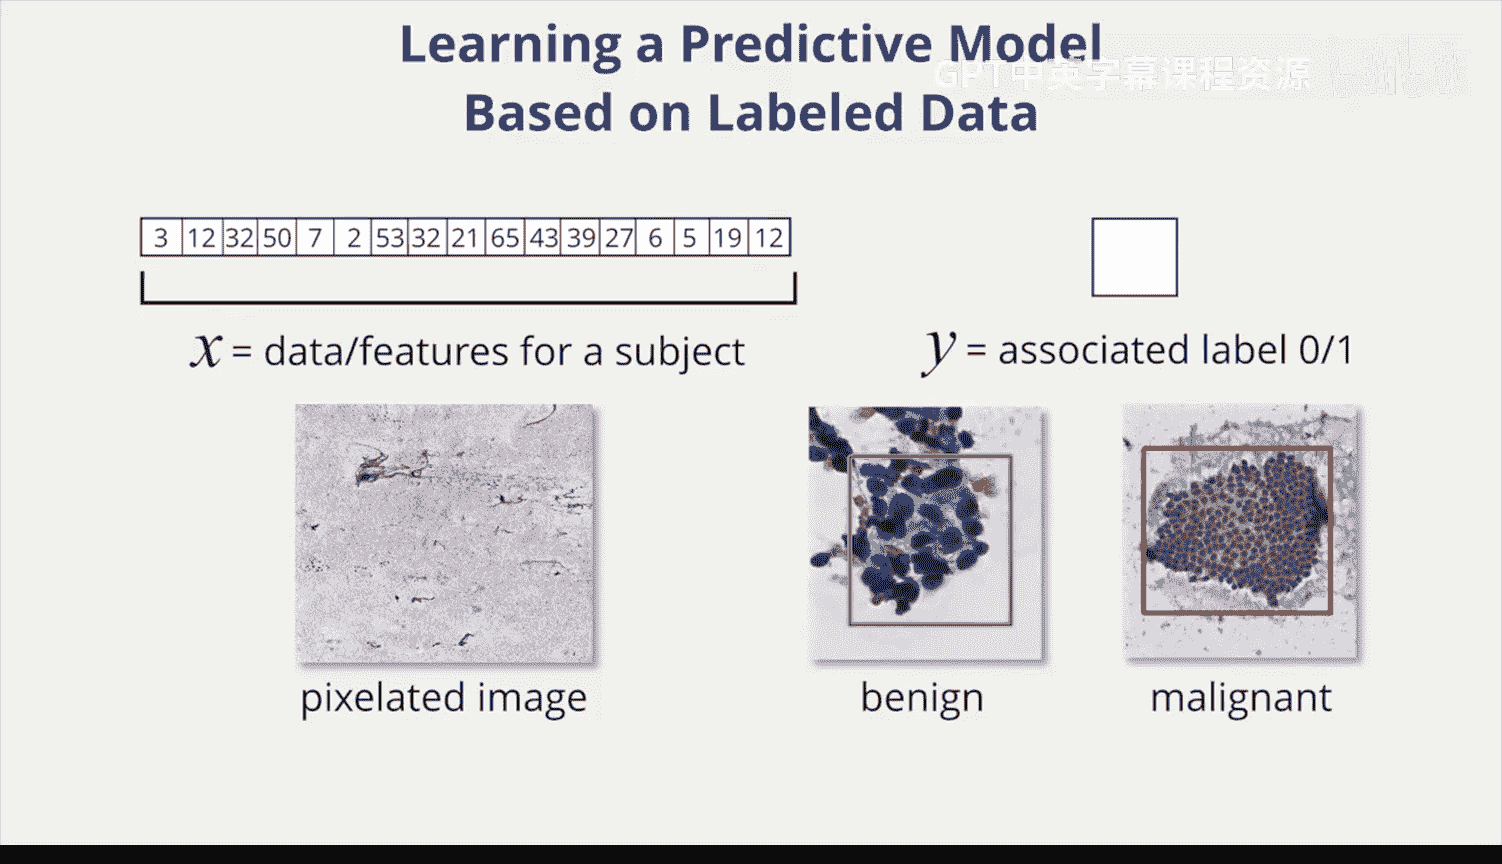 Learning a Predictive Model
GPT中英字幕课程资源
Based on Labeled Data
3 12 32 50 7 2 53 32 21 65 43 39 27 6 5 19 12
x = data/features for a subject
y = associated label 0/1
pixelated image
benign
malignant